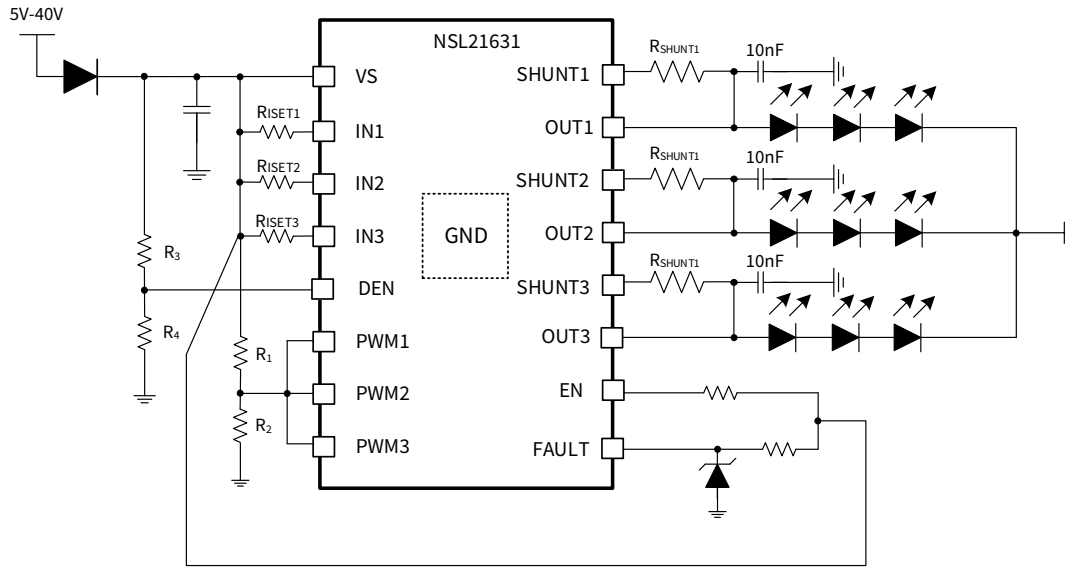 5V-40V
NSL21631
VS
IN1
IN2
IN3
DEN
PWM1
PWM2
PWM3
GND
SHUNT1
OUT1
SHUNT2
OUT2
SHUNT3
OUT3
EN
FAULT
RISET1
RISET2
RISET3
R3
R4
R1
R2
RSHUNT1
10nF
RSHUNT1
10nF
RSHUNT1
10nF